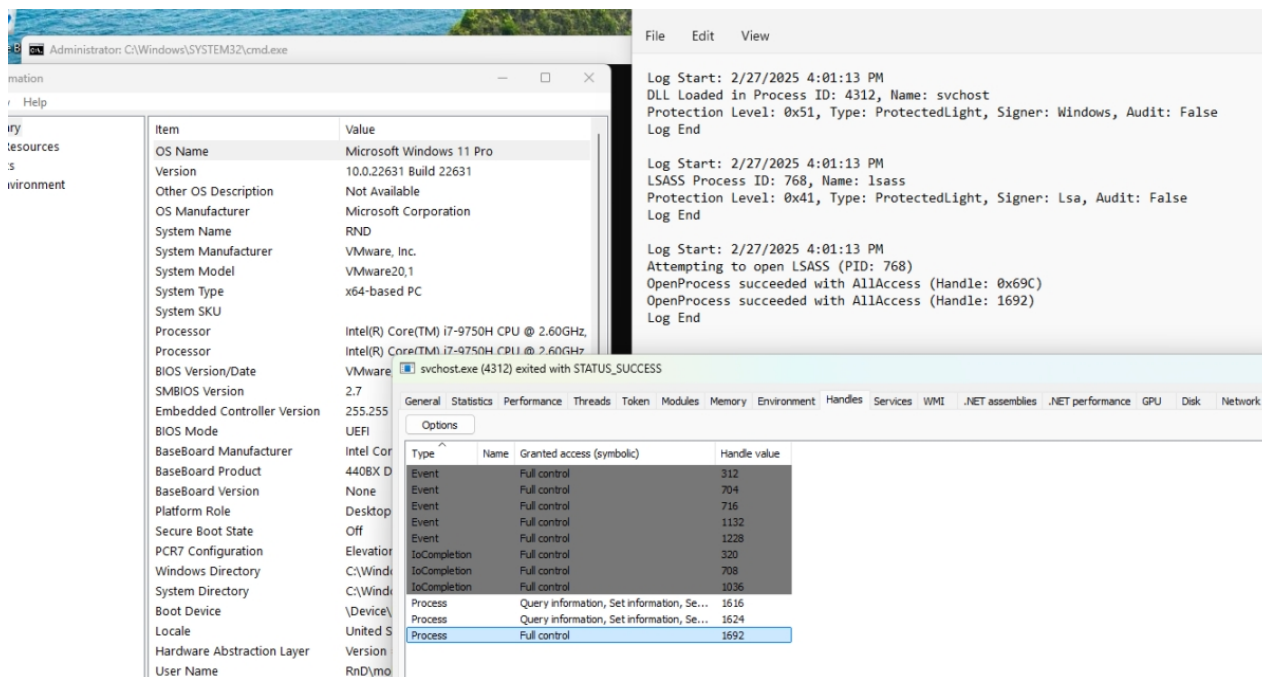 Administrator: C:\Windows\SYSTEM32\cmd.exe
mation
Help
Item Value
OS Name Microsoft Windows 11 Pro
Version 10.0.22631 Build 22631
Other OS Description Not Available
OS Manufacturer Microsoft Corporation
System Name RND
System Manufacturer VMware, Inc.
System Model VMware20,1
System Type x64-based PC
System SKU
Processor Intel(R) Core(TM) i7-9750H CPU @ 2.60GHz,
Processor Intel(R) Core(TM) i7-9750H CPU @ 2.60GHz
BIOS Version/Date VMware
SMBIOS Version 2.7
Embedded Controller Version 255.255
BIOS Mode UEFI
BaseBoard Manufacturer Intel Cor
BaseBoard Product 440BX D
BaseBoard Version None
Platform Role Desktop
Secure Boot State Off
PCR7 Configuration Elevation
Windows Directory C:\Wind
System Directory C:\Wind
Boot Device \Device\
Locale United S
Hardware Abstraction Layer Version
User Name RnD\mo
File Edit View
Log Start: 2/27/2025 4:01:13 PM
DLL Loaded in Process ID: 4312, Name: svchost
Protection Level: 0x51, Type: ProtectedLight, Signer: Windows, Audit: False
Log End
Log Start: 2/27/2025 4:01:13 PM
LSASS Process ID: 768, Name: lsass
Protection Level: 0x41, Type: ProtectedLight, Signer: Lsa, Audit: False
Log End
Log Start: 2/27/2025 4:01:13 PM
Attempting to open LSASS (PID: 768)
OpenProcess succeeded with AllAccess (Handle: 0x69C)
OpenProcess succeeded with AllAccess (Handle: 1692)
Log End
svchost.exe (4312) exited with STATUS_SUCCESS
General Statistics Performance Threads Token Modules Memory Environment Handles Services WMI .NET assemblies .NET performance GPU Disk Network
Options
Type Name Granted access (symbolic) Handle value
Event Full control 312
Event Full control 704
Event Full control 716
Event Full control 1132
Event Full control 1228
IoCompletion Full control 320
IoCompletion Full control 708
IoCompletion Full control 1036
Process Query information, Set information, Se... 1616
Process Query information, Set information, Se... 1624
Process Full control 1692